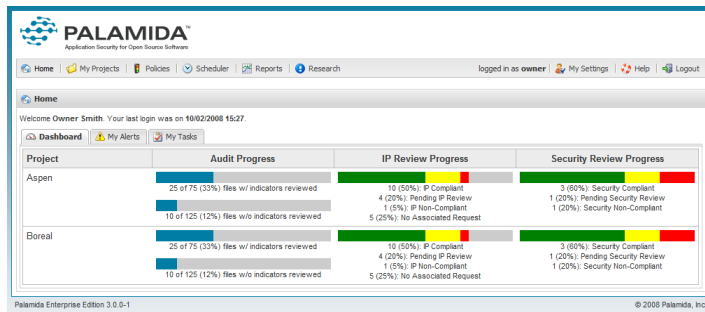 PALAMIDA™
Application Security for Open Source Software
Home My Projects Policies Scheduler Reports Research logged in as owner My Settings Help Logout
Home
Welcome Owner Smith. Your last login was on 10/02/2008 15:27.
Dashboard My Alerts My Tasks
Project Audit Progress IP Review Progress Security Review Progress
Aspen
25 of 75 (33%) files w/ indicators reviewed
10 of 125 (12%) files w/o indicators reviewed
10 (50%): IP Compliant
4 (20%): Pending IP Review
1 (5%): IP Non-Compliant
5 (25%): No Associated Request
3 (60%): Security Compliant
1 (20%): Pending Security Review
1 (20%): Security Non-Compliant
Boreal
25 of 75 (33%) files w/ indicators reviewed
10 of 125 (12%) files w/o indicators reviewed
10 (50%): IP Compliant
4 (20%): Pending IP Review
1 (5%): IP Non-Compliant
5 (25%): No Associated Request
3 (60%): Security Compliant
1 (20%): Pending Security Review
1 (20%): Security Non-Compliant
Palamida Enterprise Edition 3.0.0-1 © 2008 Palamida, Inc